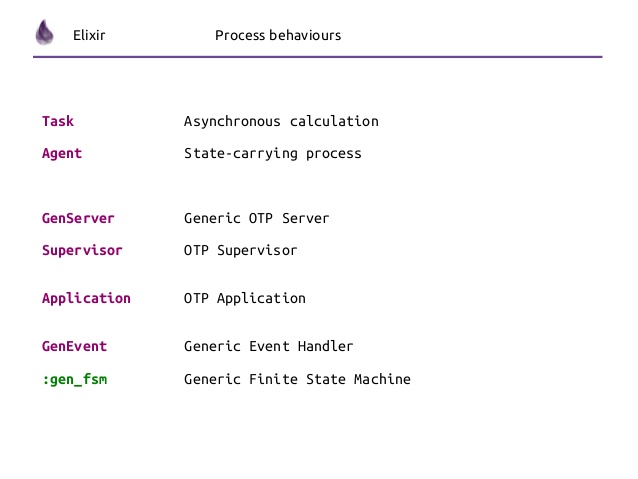 Elixir Process behaviours
Task Asynchronous calculation
Agent State-carrying process
GenServer Generic OTP Server
Supervisor OTP Supervisor
Application OTP Application
GenEvent Generic Event Handler
:gen_fsm Generic Finite State Machine